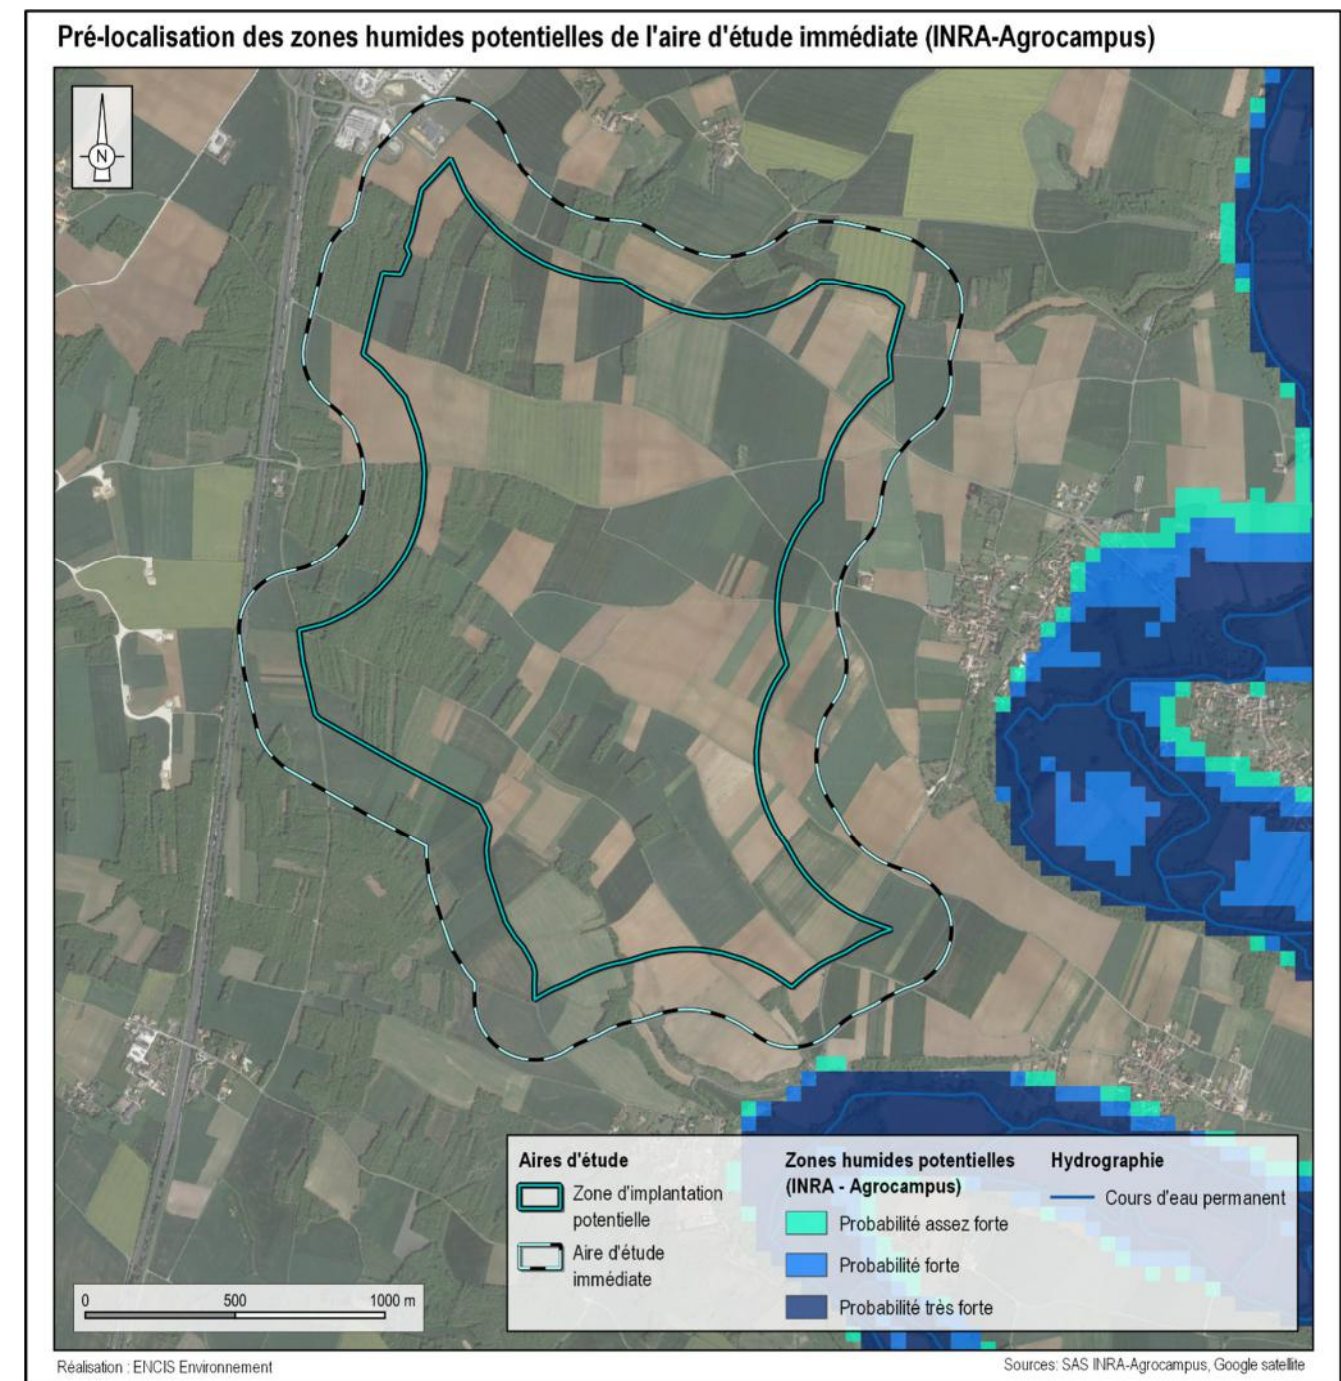 Pré-localisation des zones humides potentielles de l'aire d'étude immédiate (INRA-Agrocampus)
N
Aires d'étude
Zone d'implantation
potentielle
Aire d'étude
immédiate
Zones humides potentielles
(INRA - Agrocampus)
Probabilité assez forte
Probabilité forte
Probabilité très forte
Hydrographie
Cours d'eau permanent
0 500 1000 m
Réalisation : ENCIS Environnement
Sources: SAS INRA-Agrocampus, Google satellite